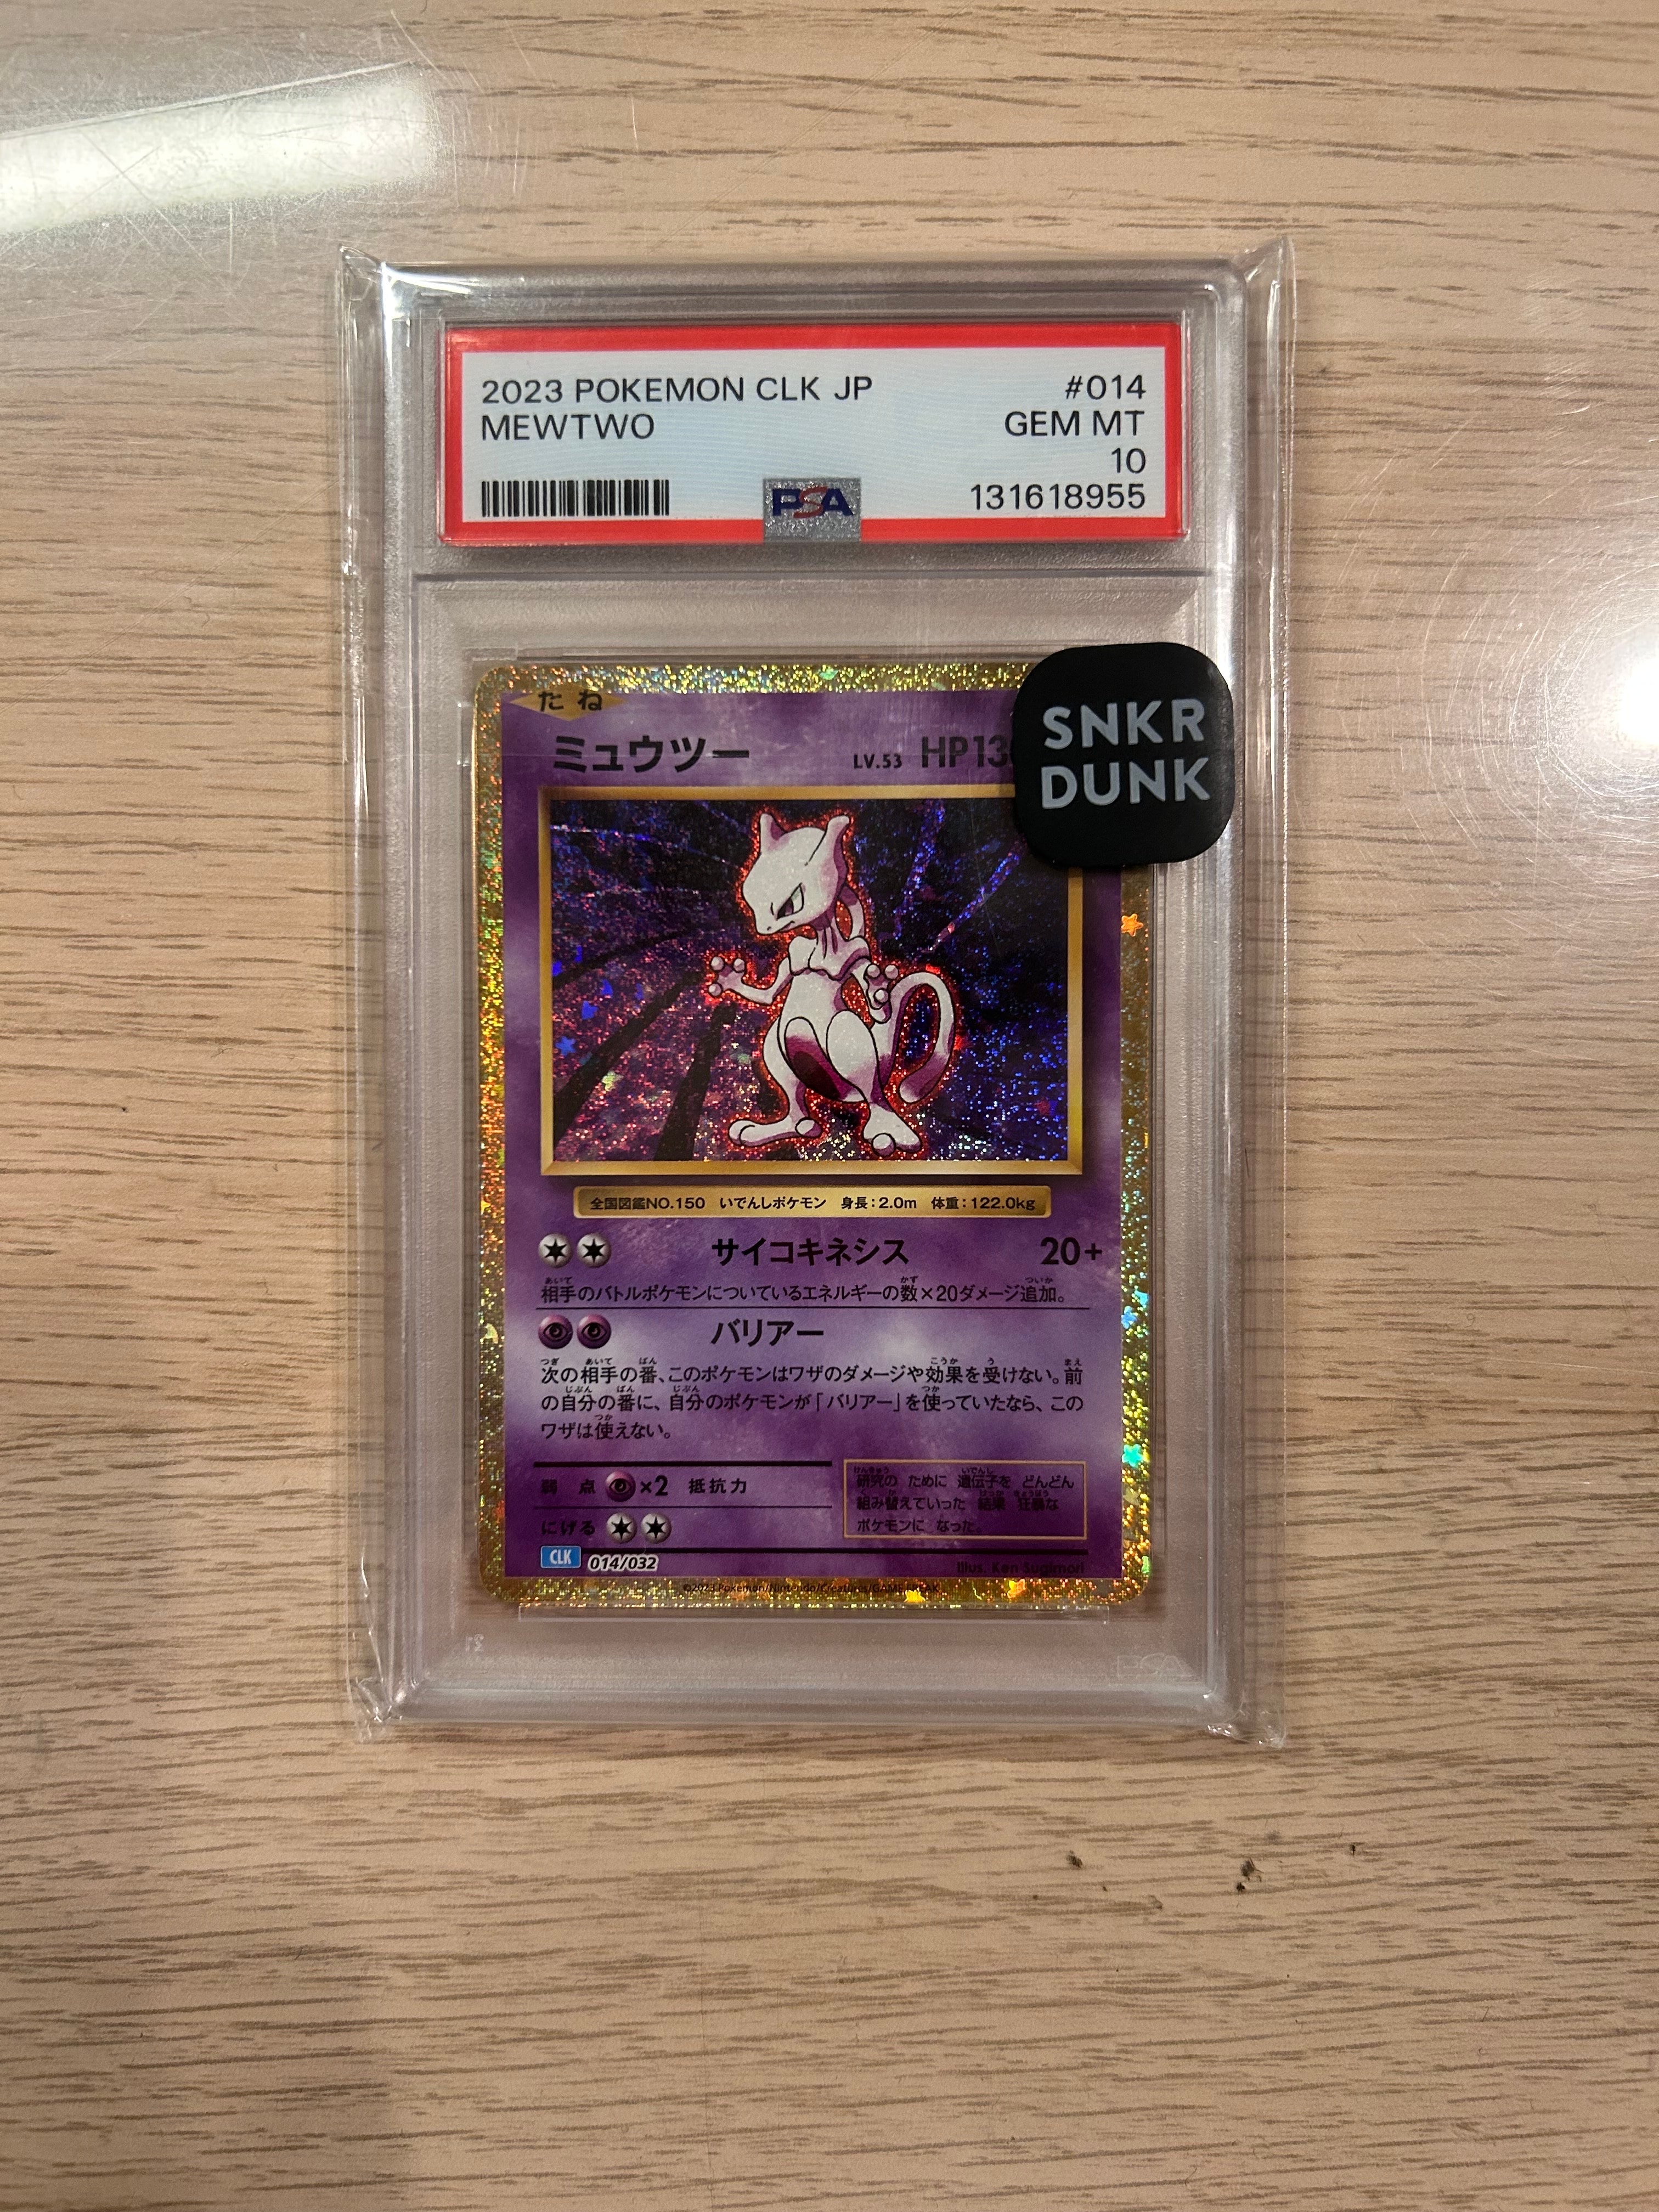 2023 POKEMON CLK JP #014
MEWTWO GEM MT
10
PSA 131618955
たね
ミュウツー LV.53 HP13
SNKR
DUNK
全国図鑑NO.150 いでんしポケモン 身長:2.0m 体重:122.0kg
サイコキネシス 20+
相手のバトルポケモンについているエネルギーの数×20ダメージ追加。
バリアー
次の相手の番、このポケモンはワザのダメージや効果を受けない。前
の自分の番に、自分のポケモンが「バリアー」を使っていたなら、この
ワザは使えない。
弱 点 ×2 抵抗力
にげる
研究の ために 遺伝子を どんどん
組み替えていった 結果 狂暴な
ポケモンに なった。
CLK 014/032
Illus. Ken Sugimori
©2023 Pokémon/Nintendo/Creatures/GAME FREAK
PSA